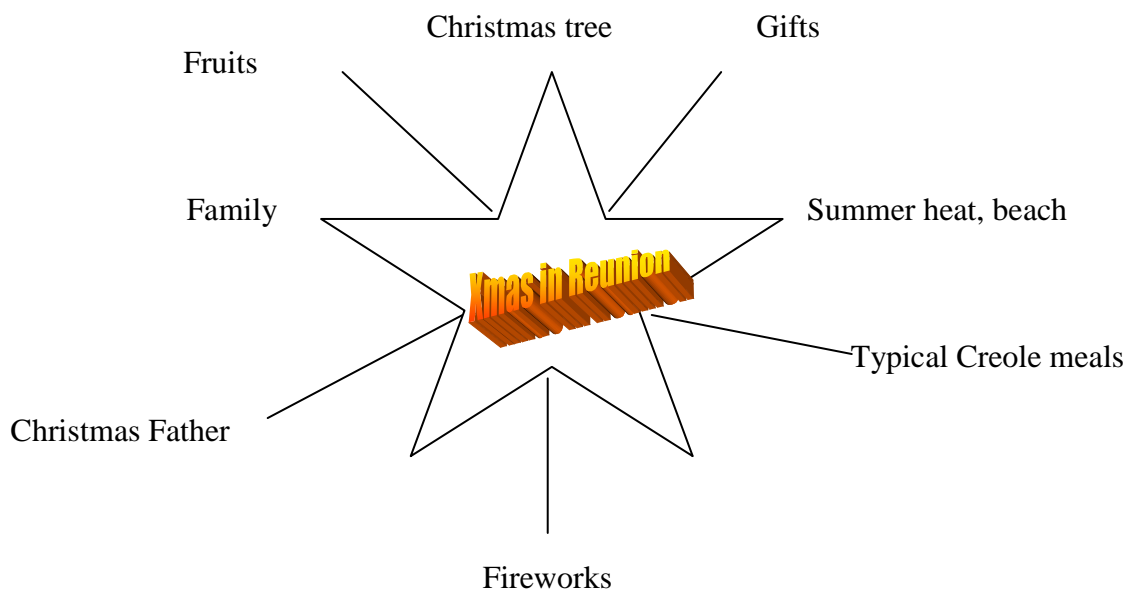 Christmas tree
Gifts
Fruits
Family
Summer heat, beach
Xmas in Reunion
Typical Creole meals
Christmas Father
Fireworks